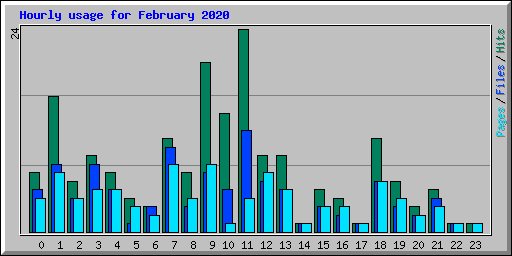 Hourly usage for February 2020
24
Pages / Files / Hits
0 1 2 3 4 5 6 7 8 9 10 11 12 13 14 15 16 17 18 19 20 21 22 23